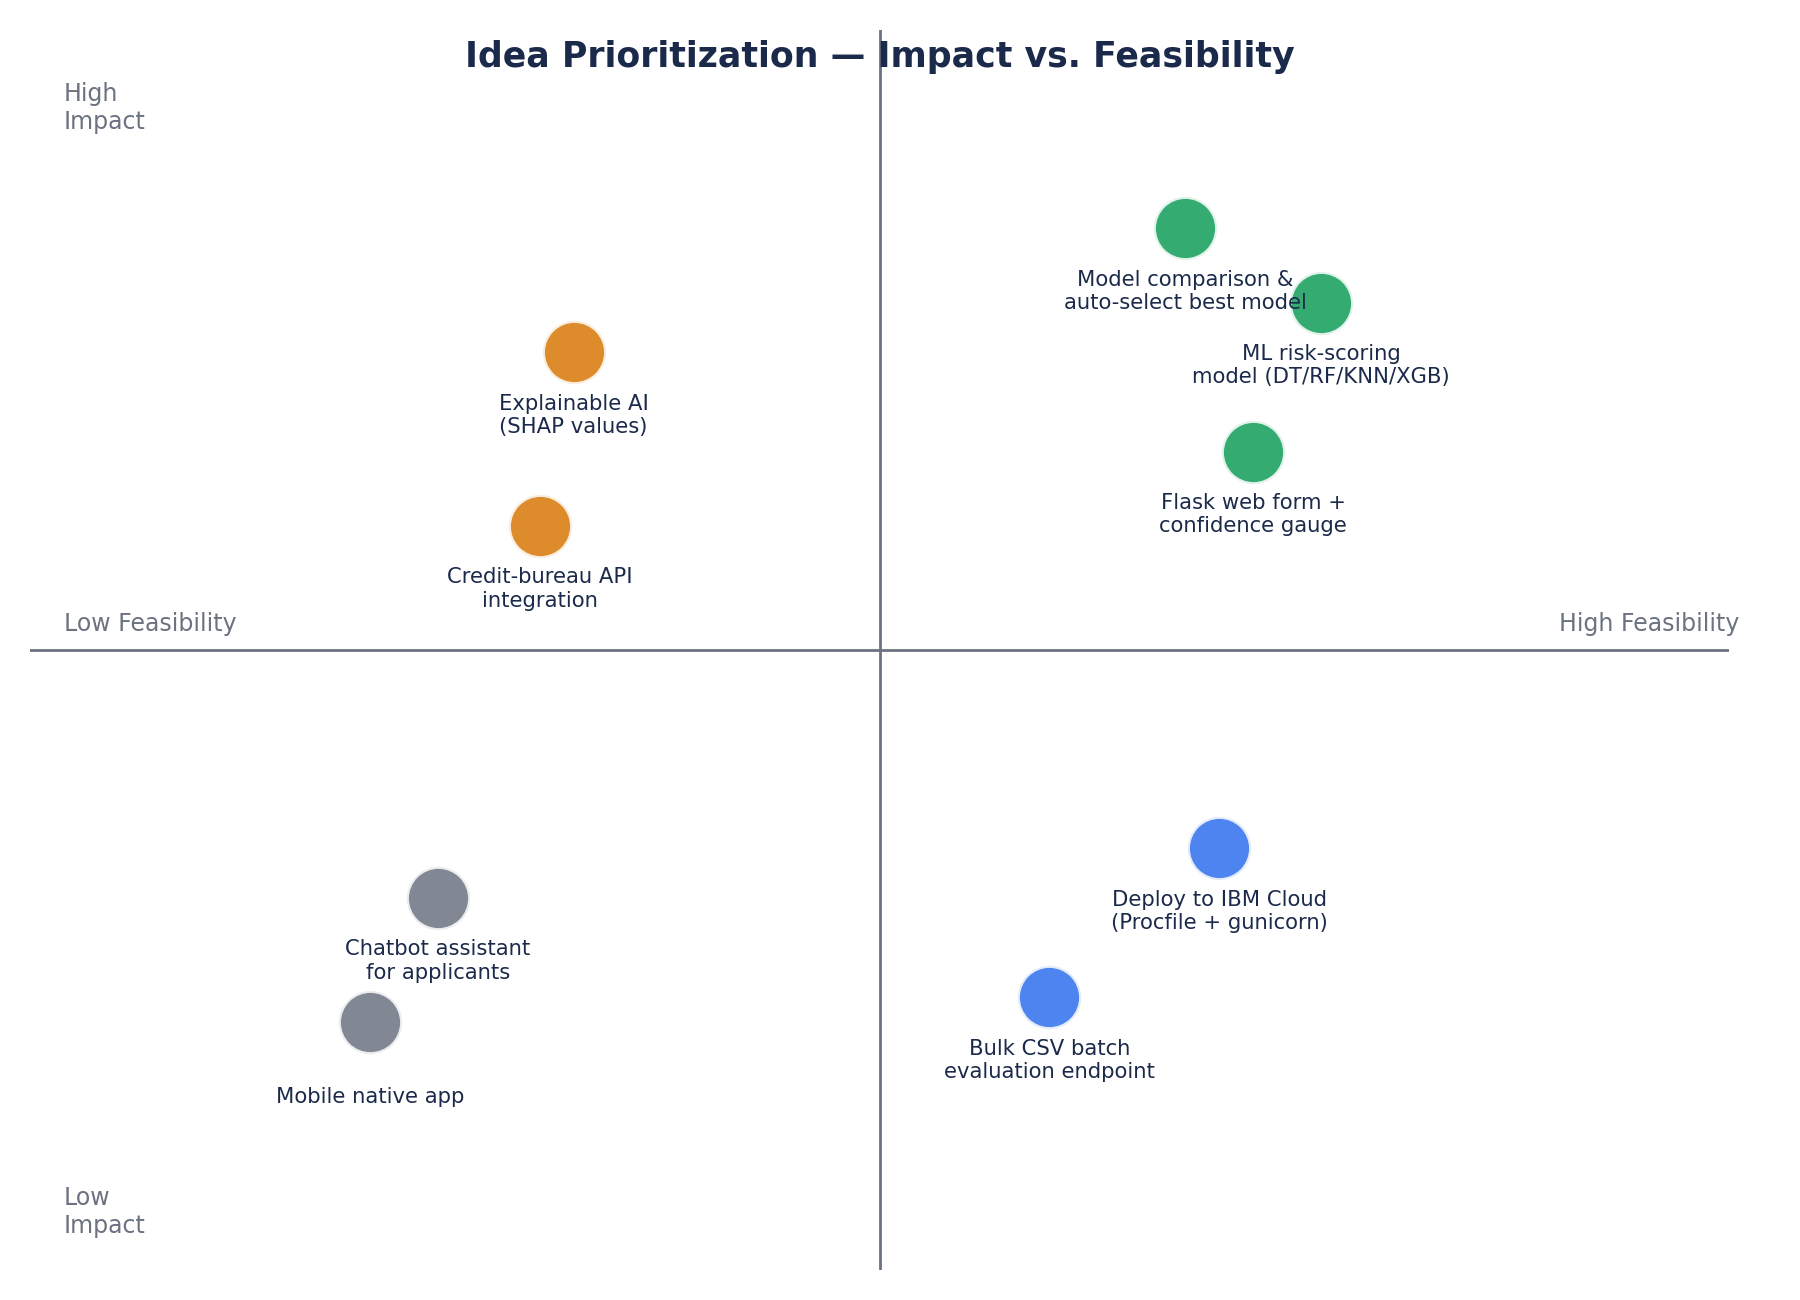 Idea Prioritization — Impact vs. Feasibility
High
Impact
Model comparison &
auto-select best model
ML risk-scoring
model (DT/RF/KNN/XGB)
Explainable AI
(SHAP values)
Flask web form +
confidence gauge
Credit-bureau API
integration
Low Feasibility
High Feasibility
Deploy to IBM Cloud
(Procfile + gunicorn)
Chatbot assistant
for applicants
Bulk CSV batch
evaluation endpoint
Mobile native app
Low
Impact